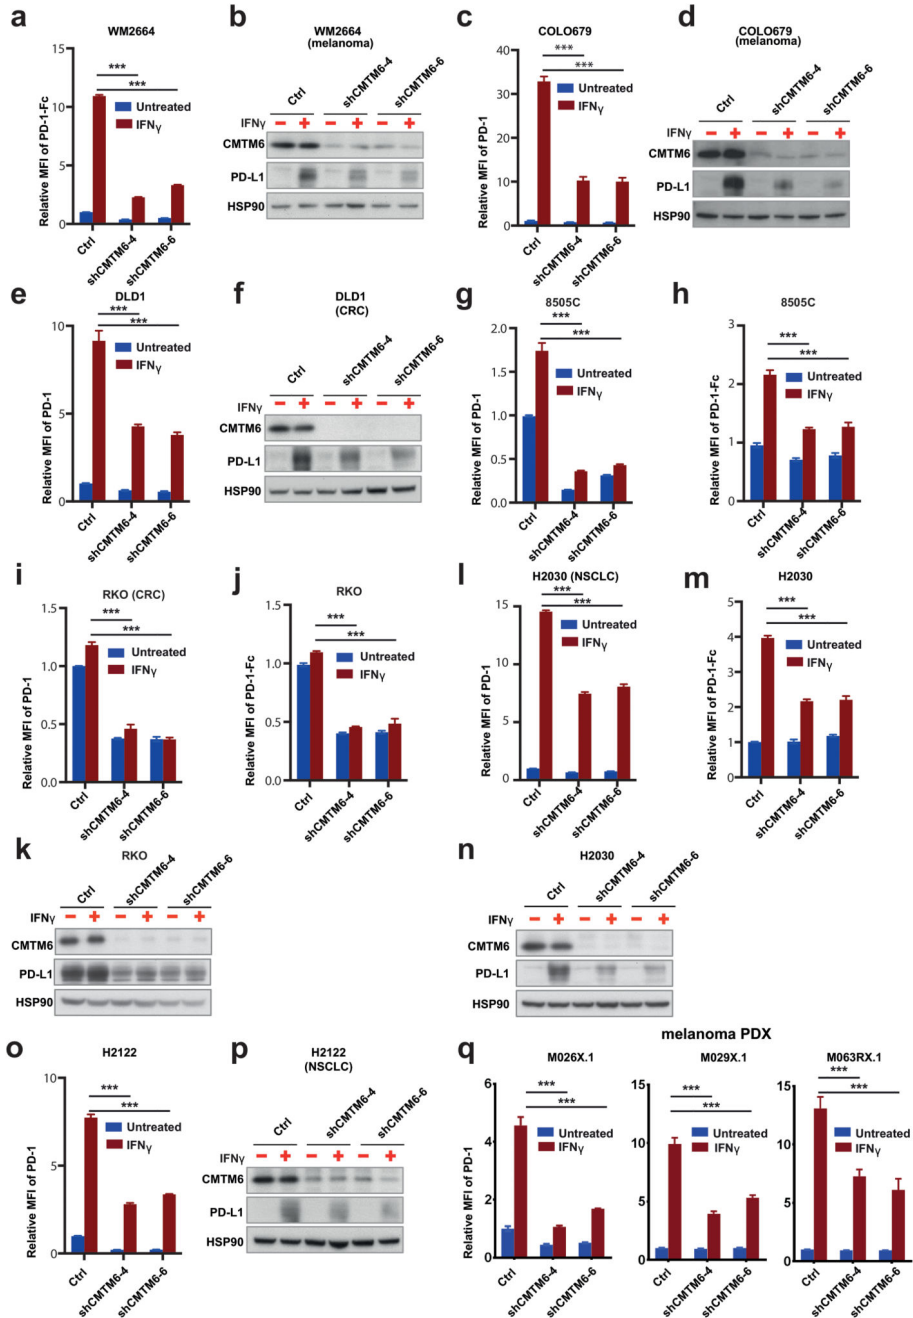 a
WM2664
15
10
5
0
Relative MFI of PD-1-Fc
***
***
Untreated
IFNγ
Ctrl
shCMTM6-4
shCMTM6-6
b
WM2664
(melanoma)
Ctrl
shCMTM6-4
shCMTM6-6
IFNγ − + − + − +
CMTM6
PD-L1
HSP90
c
COLO679
40
30
20
10
0
Relative MFI of PD-1
***
***
Untreated
IFNγ
Ctrl
shCMTM6-4
shCMTM6-6
d
COLO679
(melanoma)
Ctrl
shCMTM6-4
shCMTM6-6
IFNγ − + − + − +
CMTM6
PD-L1
HSP90
e
DLD1
10
5
0
Relative MFI of PD-1
***
***
Untreated
IFNγ
Ctrl
shCMTM6-4
shCMTM6-6
f
DLD1
(CRC)
Ctrl
shCMTM6-4
shCMTM6-6
IFNγ − + − + − +
CMTM6
PD-L1
HSP90
g
8505C
2.0
1.5
1.0
0.5
0.0
Relative MFI of PD-1
***
***
Untreated
IFNγ
Ctrl
shCMTM6-4
shCMTM6-6
h
8505C
3
2
1
0
Relative MFI of PD-1-Fc
***
***
Untreated
IFNγ
Ctrl
shCMTM6-4
shCMTM6-6
i
RKO (CRC)
1.5
1.0
0.5
0.0
Relative MFI of PD-1
***
***
Untreated
IFNγ
Ctrl
shCMTM6-4
shCMTM6-6
j
RKO
1.5
1.0
0.5
0.0
Relative MFI of PD-1-Fc
***
***
Untreated
IFNγ
Ctrl
shCMTM6-4
shCMTM6-6
l
H2030 (NSCLC)
15
10
5
0
Relative MFI of PD-1
***
***
Untreated
IFNγ
Ctrl
shCMTM6-4
shCMTM6-6
m
H2030
5
4
3
2
1
0
Relative MFI of PD-1-Fc
***
***
Untreated
IFNγ
Ctrl
shCMTM6-4
shCMTM6-6
k
RKO
Ctrl
shCMTM6-4
shCMTM6-6
IFNγ − + − + − +
CMTM6
PD-L1
HSP90
n
H2030
Ctrl
shCMTM6-4
shCMTM6-6
IFNγ − + − + − +
CMTM6
PD-L1
HSP90
o
H2122
10
5
0
Relative MFI of PD-1
***
***
Untreated
IFNγ
Ctrl
shCMTM6-4
shCMTM6-6
p
H2122
(NSCLC)
Ctrl
shCMTM6-4
shCMTM6-6
IFNγ − + − + − +
CMTM6
PD-L1
HSP90
q
melanoma PDX
M026X.1
6
4
2
0
Relative MFI of PD-1
***
***
Untreated
IFNγ
Ctrl
shCMTM6-4
shCMTM6-6
M029X.1
15
10
5
0
***
***
Untreated
IFNγ
Ctrl
shCMTM6-4
shCMTM6-6
M063RX.1
15
10
5
0
***
***
Untreated
IFNγ
Ctrl
shCMTM6-4
shCMTM6-6